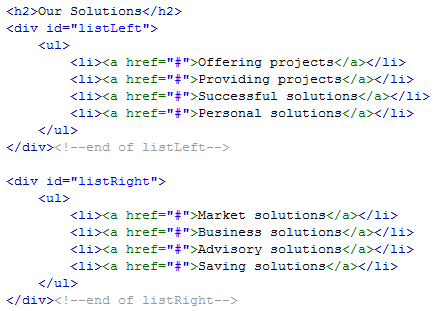 <h2>Our Solutions</h2>
<div id="listLeft">
    <ul>
        <li><a href="#">Offering projects</a></li>
        <li><a href="#">Providing projects</a></li>
        <li><a href="#">Successful solutions</a></li>
        <li><a href="#">Personal solutions</a></li>
    </ul>
</div><!--end of listLeft-->

<div id="listRight">
    <ul>
        <li><a href="#">Market solutions</a></li>
        <li><a href="#">Business solutions</a></li>
        <li><a href="#">Advisory solutions</a></li>
        <li><a href="#">Saving solutions</a></li>
    </ul>
</div><!--end of listRight-->